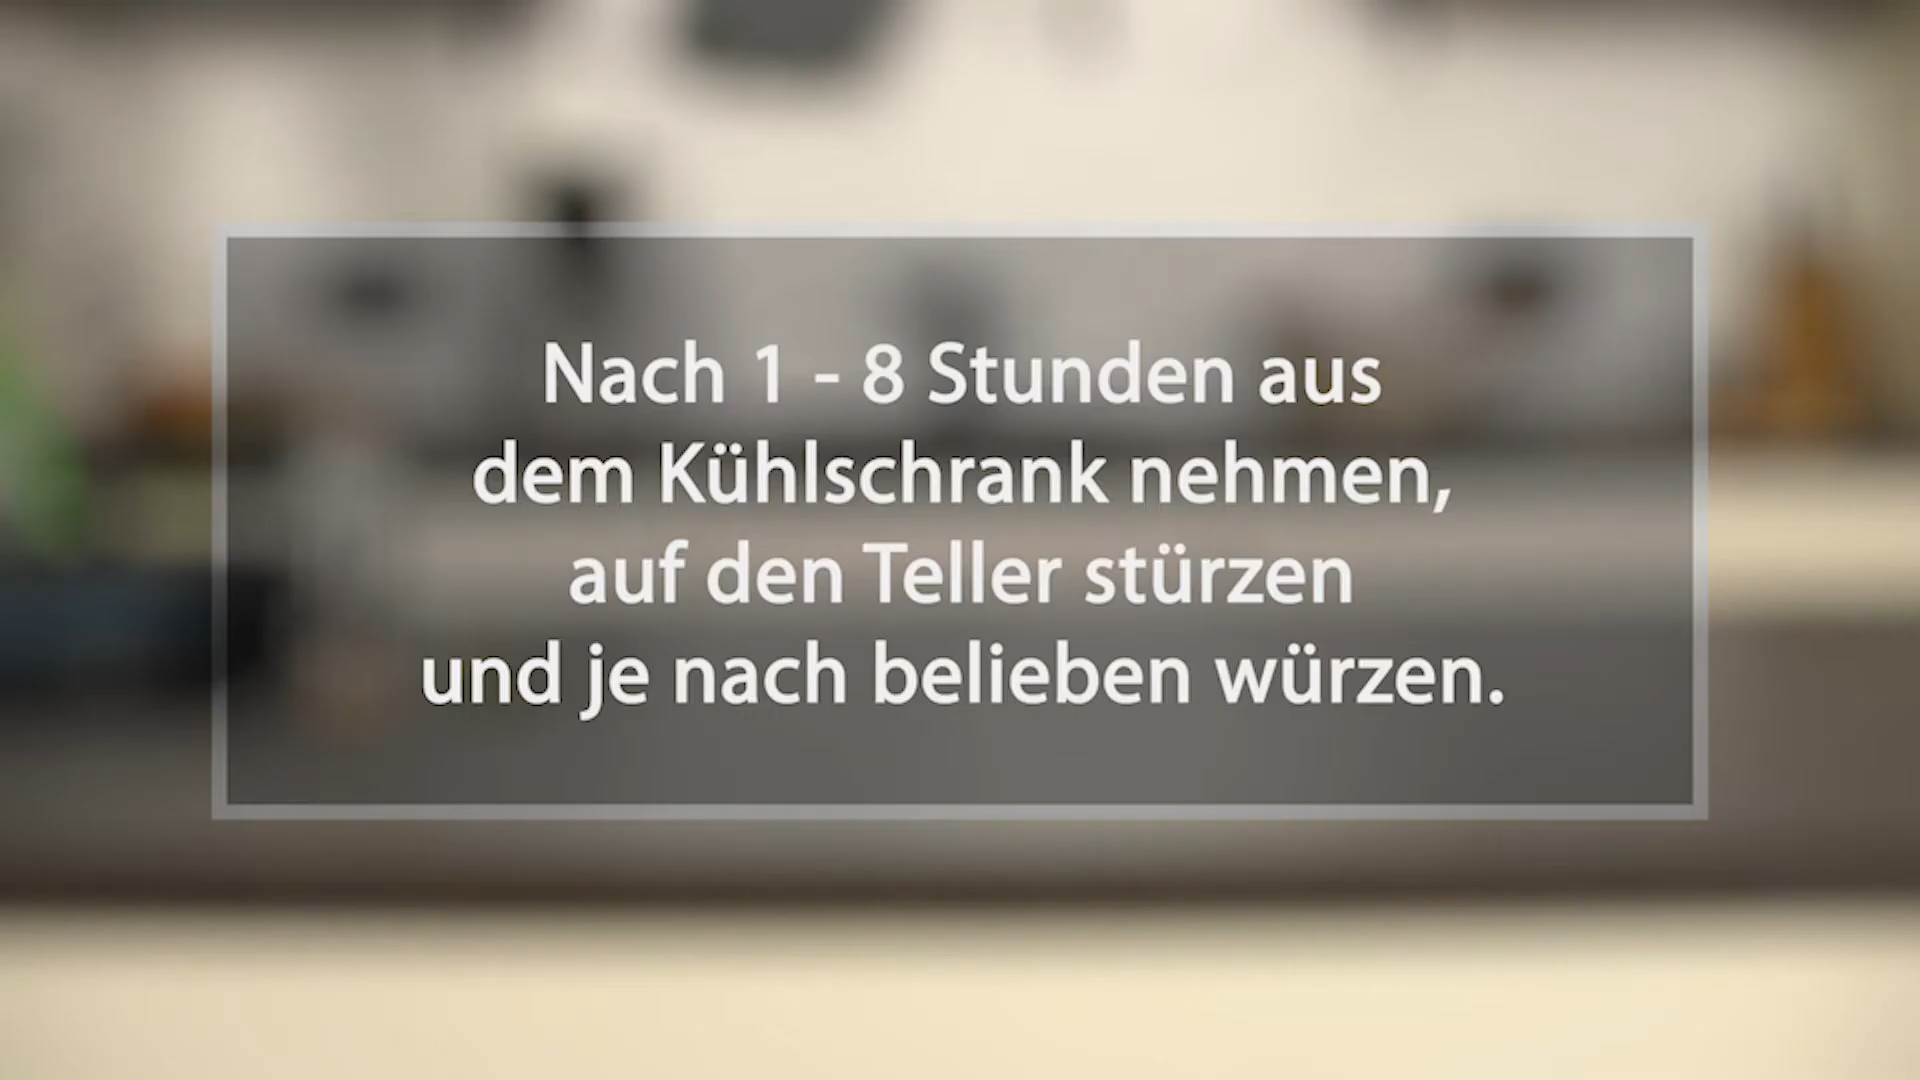 Nach 1 - 8 Stunden aus
dem Kühlschrank nehmen,
auf den Teller stürzen
und je nach belieben würzen.